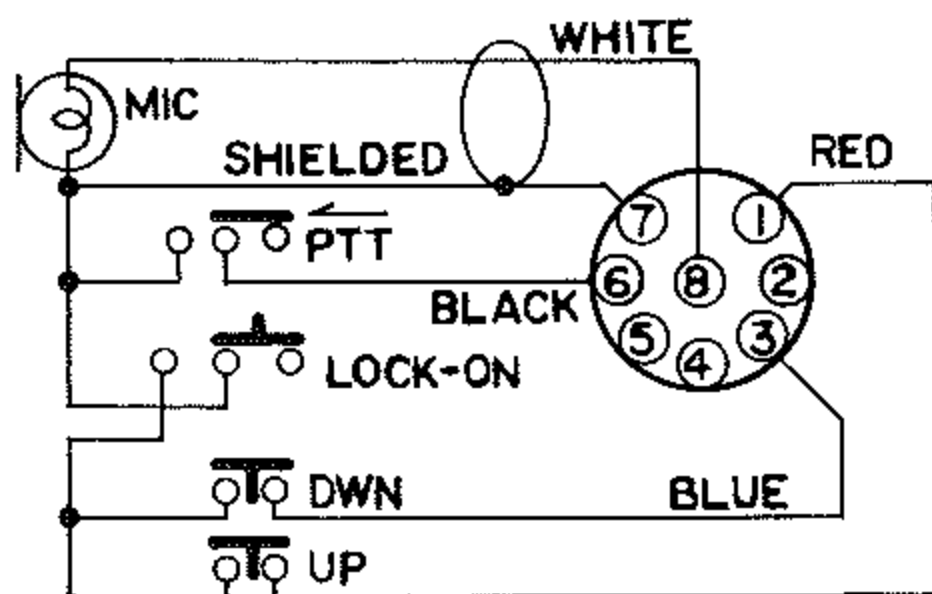 WHITE
MIC
SHIELDED
RED
7
1
PTT
6
8
2
BLACK
5
3
4
LOCK-ON
DWN
BLUE
UP